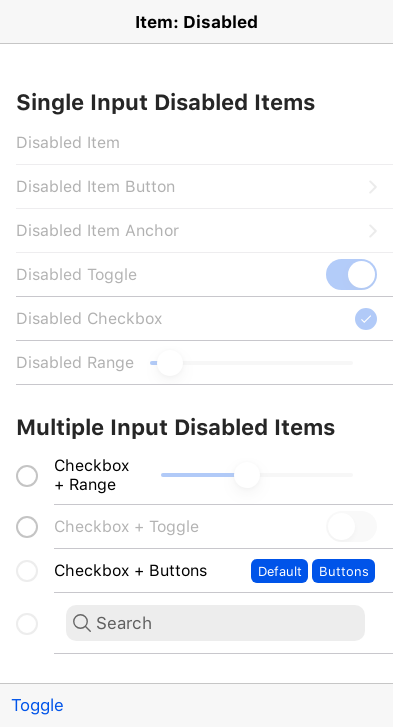 Item: Disabled
Single Input Disabled Items
Disabled Item
Disabled Item Button
Disabled Item Anchor
Disabled Toggle
Disabled Checkbox
Disabled Range
Multiple Input Disabled Items
Checkbox
+ Range
Checkbox + Toggle
Checkbox + Buttons Default Buttons
Search
Toggle